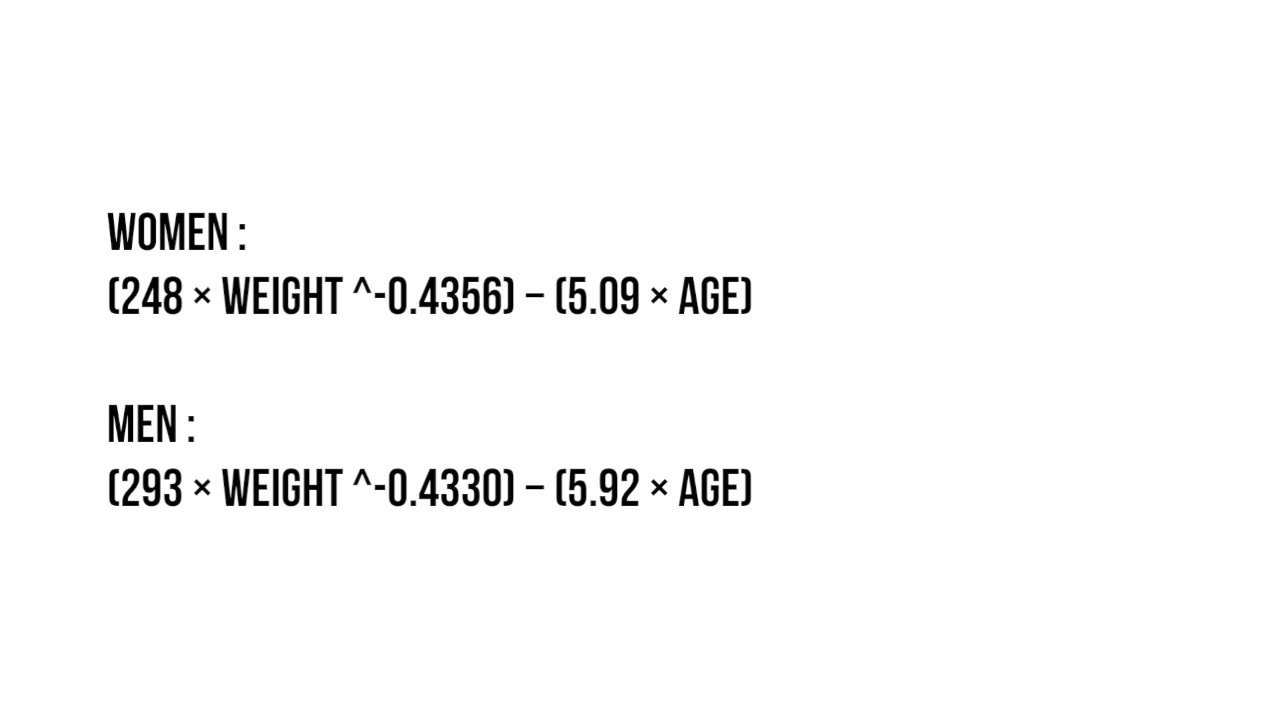 WOMEN :
(248 × WEIGHT ^-0.4356) – (5.09 × AGE)
MEN :
(293 × WEIGHT ^-0.4330) – (5.92 × AGE)